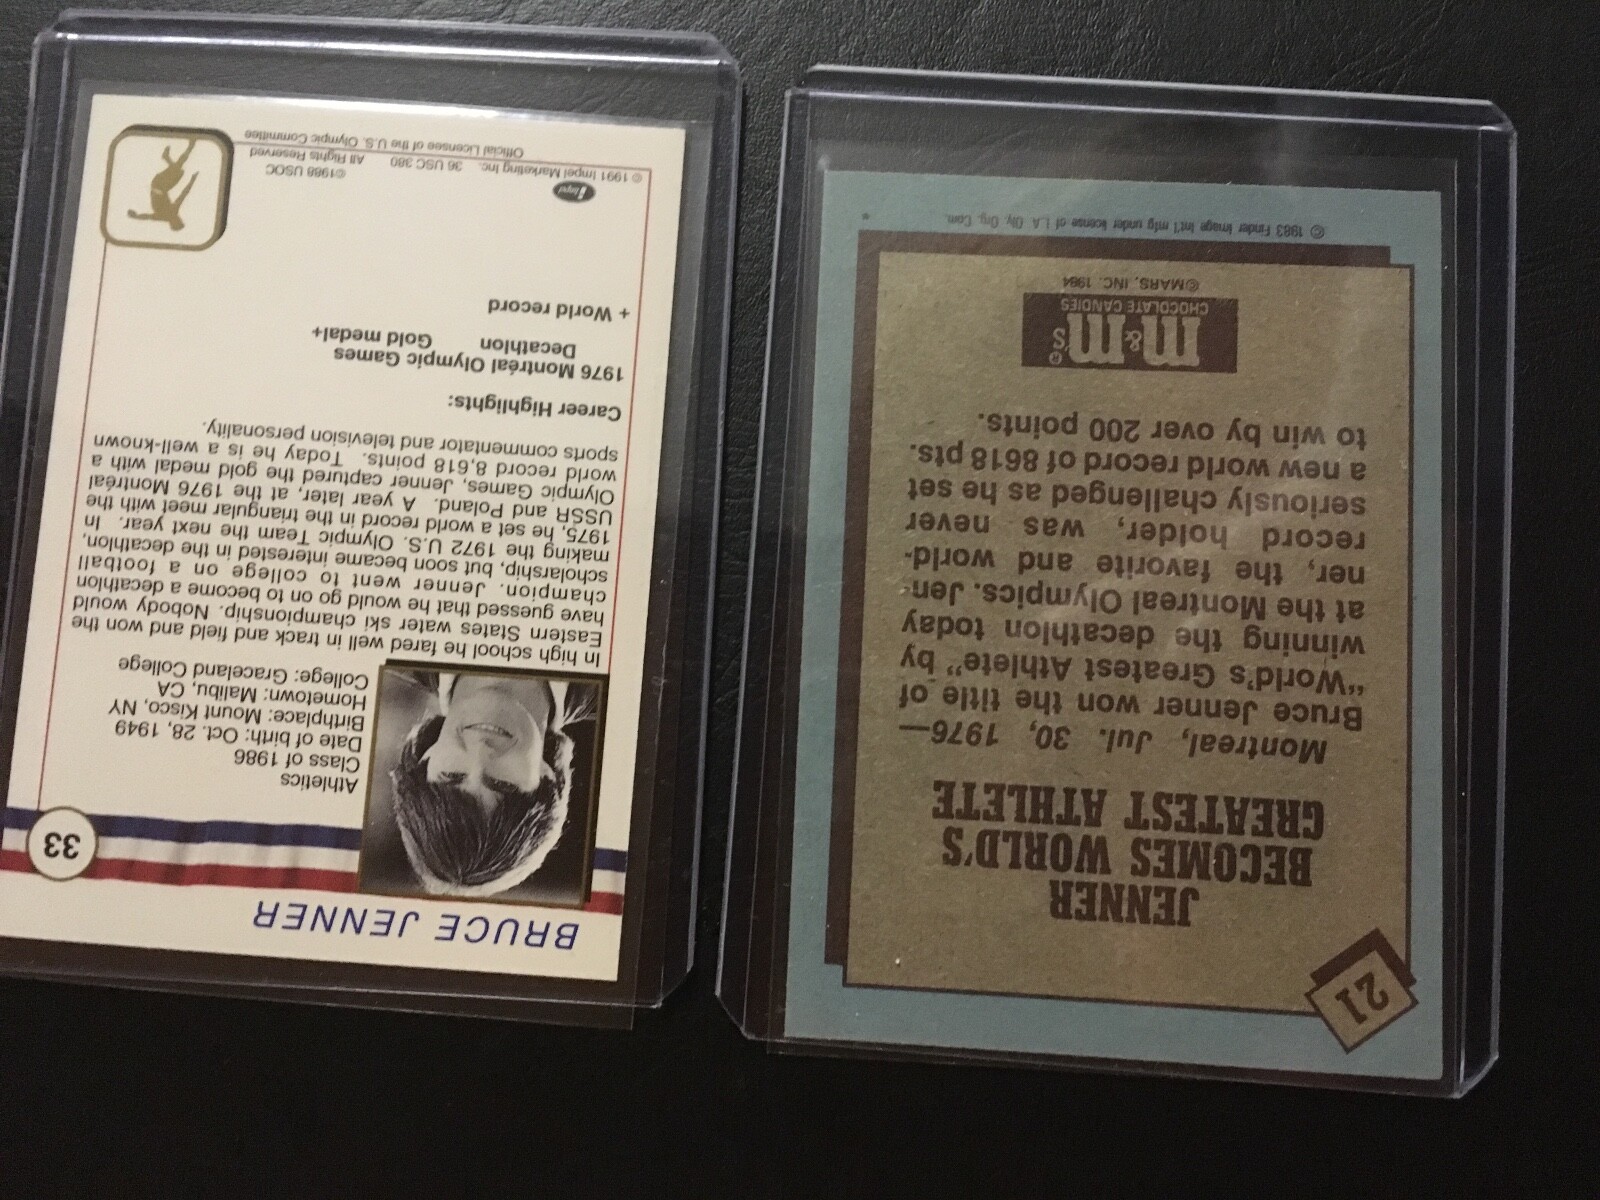 BRUCE JENNER
33
Athletics
Class of 1986
Date of birth: Oct. 28, 1949
Birthplace: Mount Kisco, NY
Hometown: Malibu, CA
College: Graceland College
In high school he fared well in track and field and won the
Eastern States water ski championship. Nobody would
have guessed that he would go on to become a decathlon
champion. Jenner went to college on a football
scholarship, but soon became interested in the decathlon,
making the 1972 U.S. Olympic Team the next year. In
1975, he set a world record in the triangular meet with the
USSR and Poland. A year later, at the 1976 Montréal
Olympic Games, Jenner captured the gold medal with a
world record 8,618 points. Today he is a well-known
sports commentator and television personality.
Career Highlights:
1976 Montréal Olympic Games
Decathlon Gold medal+
+ World record
Impel
© 1991 Impel Marketing Inc. 36 USC 380 ©1988 USOC
All Rights Reserved
Official Licensee of the U.S. Olympic Committee
21
JENNER
BECOMES WORLD'S
GREATEST ATHLETE
Montreal, Jul. 30, 1976—
Bruce Jenner won the title of
"World's Greatest Athlete" by
winning the decathlon today
at the Montreal Olympics. Jen-
ner, the favorite and world-
record holder, was never
seriously challenged as he set
a new world record of 8618 pts.
to win by over 200 points.
m&m's®
CHOCOLATE CANDIES
©MARS, INC. 1984
© 1983 Finder Image Int'l mfg under license of L.A. Oly. Org. Com. *